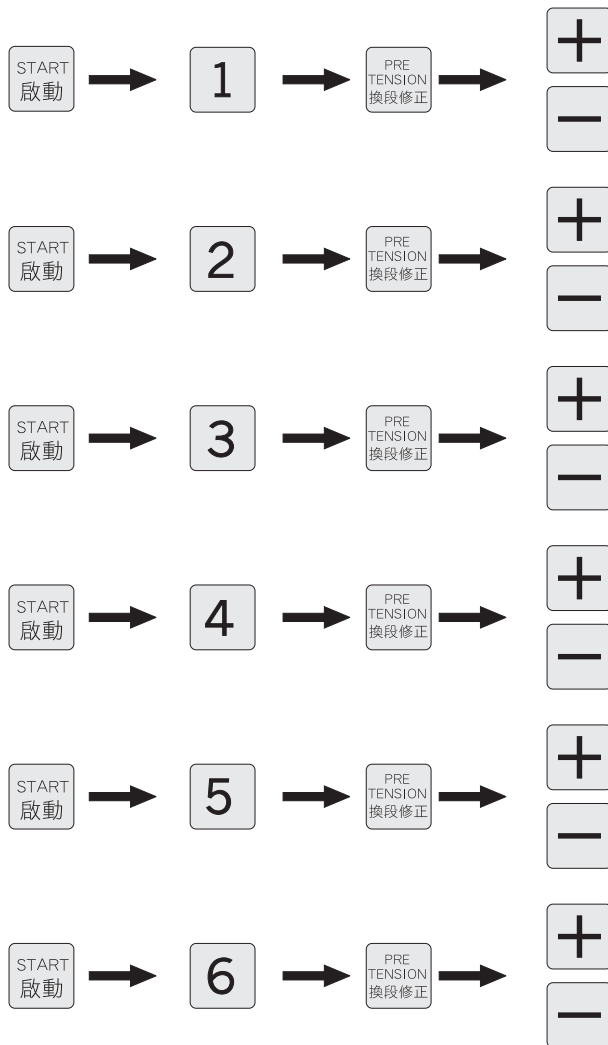 START
啟動
1
PRE
TENSION
換段修正
+
−
START
啟動
2
PRE
TENSION
換段修正
+
−
START
啟動
3
PRE
TENSION
換段修正
+
−
START
啟動
4
PRE
TENSION
換段修正
+
−
START
啟動
5
PRE
TENSION
換段修正
+
−
START
啟動
6
PRE
TENSION
換段修正
+
−